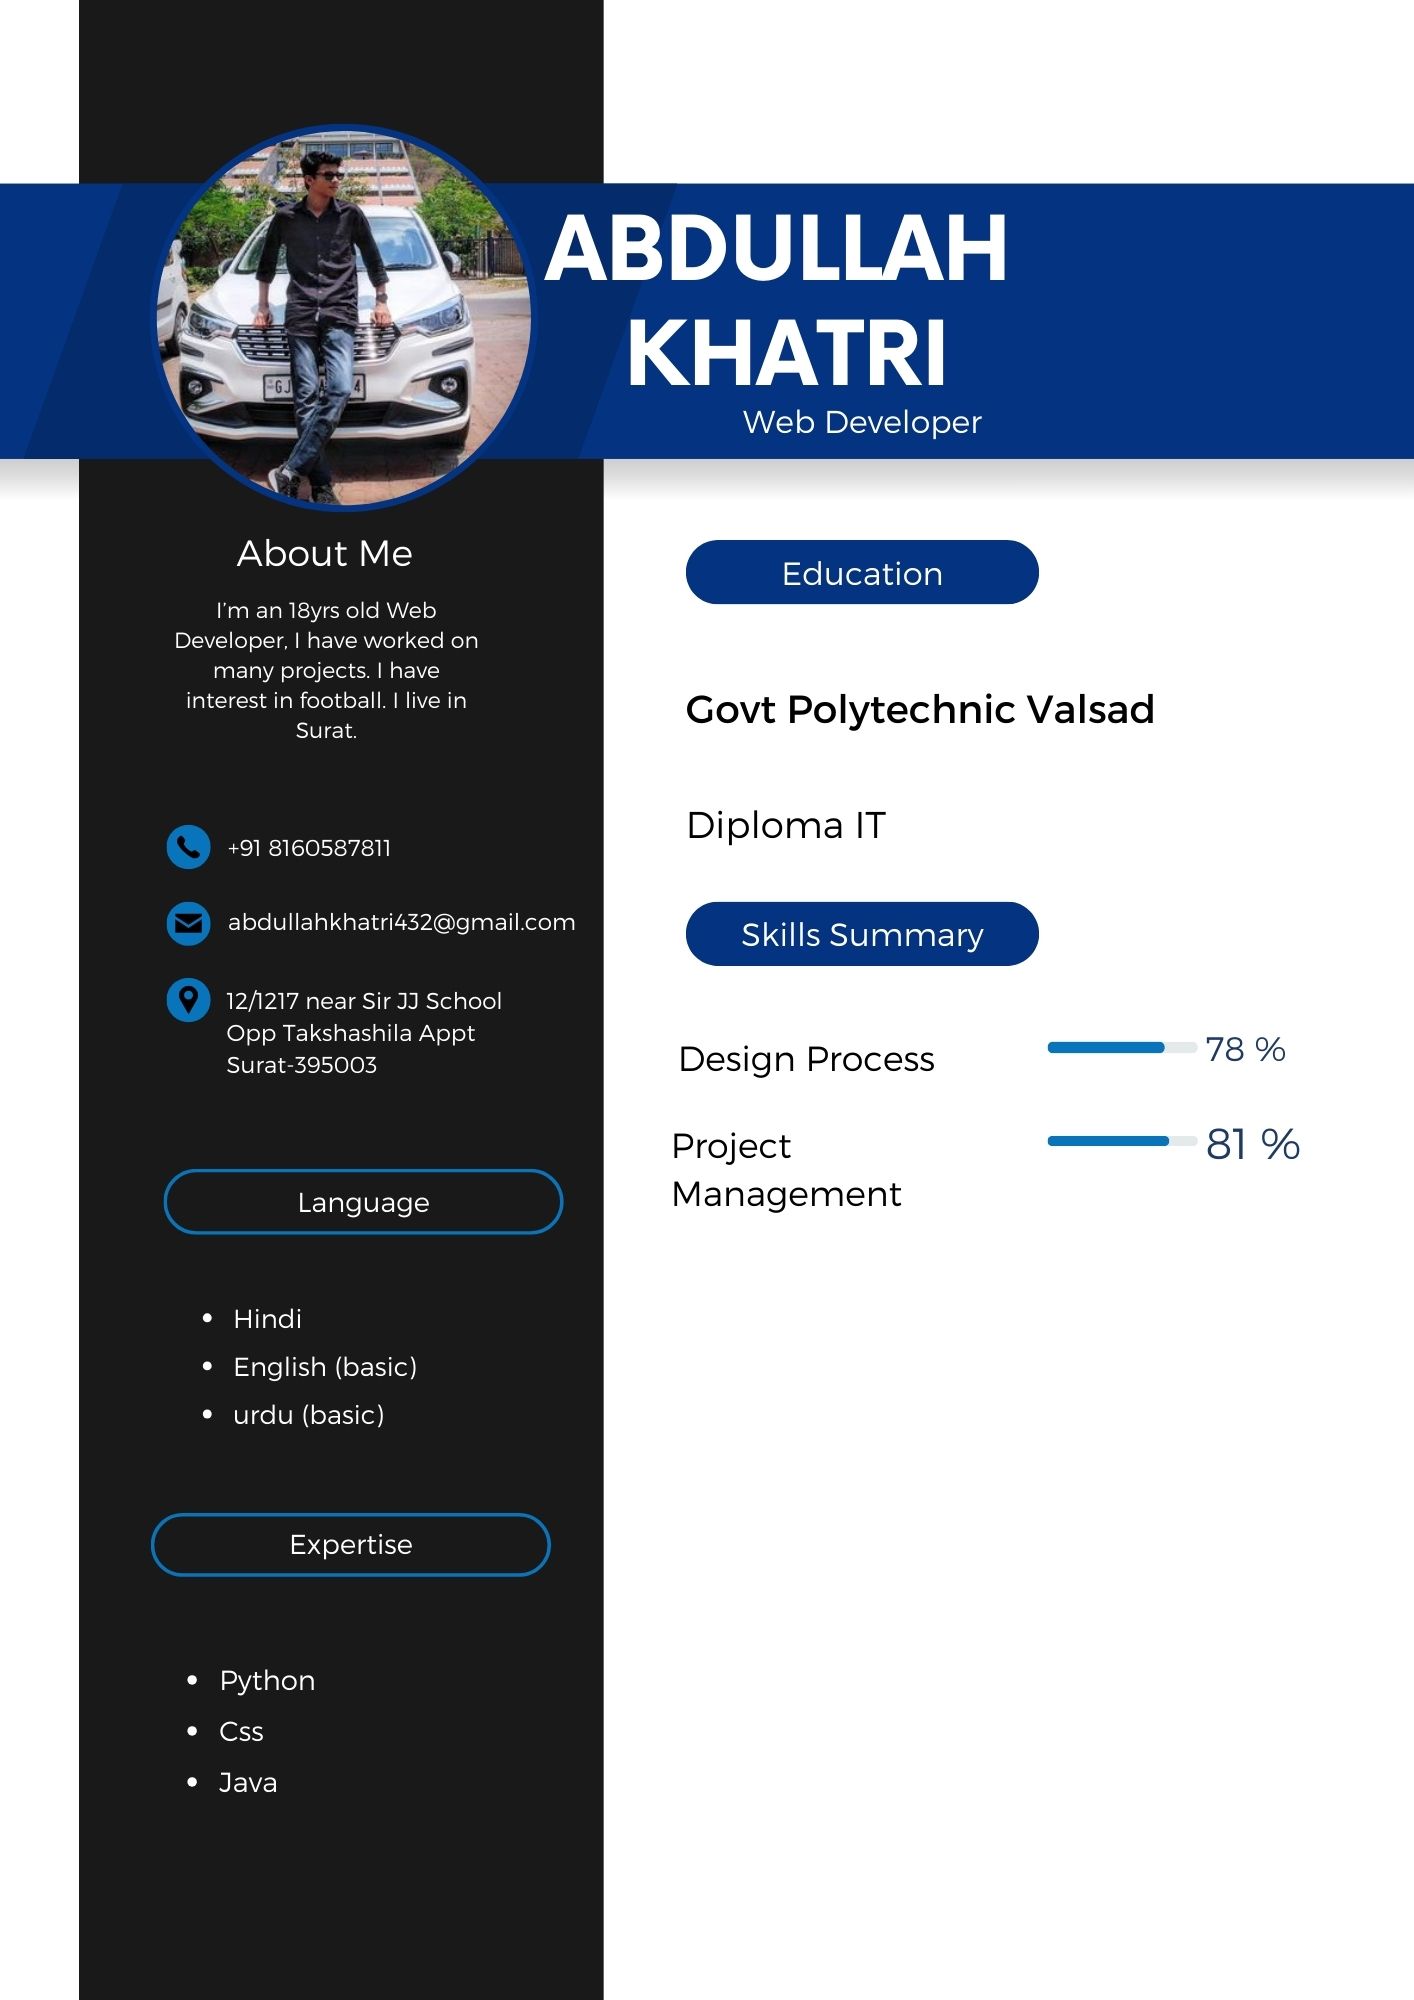 ABDULLAH
KHATRI
Web Developer
About Me
I'm an 18yrs old Web
Developer, I have worked on
many projects. I have
interest in football. I live in
Surat.
+91 8160587811
abdullahkhatri432@gmail.com
12/1217 near Sir JJ School
Opp Takshashila Appt
Surat-395003
Language
• Hindi
• English (basic)
• urdu (basic)
Expertise
• Python
• Css
• Java
Education
Govt Polytechnic Valsad
Diploma IT
Skills Summary
Design Process
78 %
Project
Management
81 %